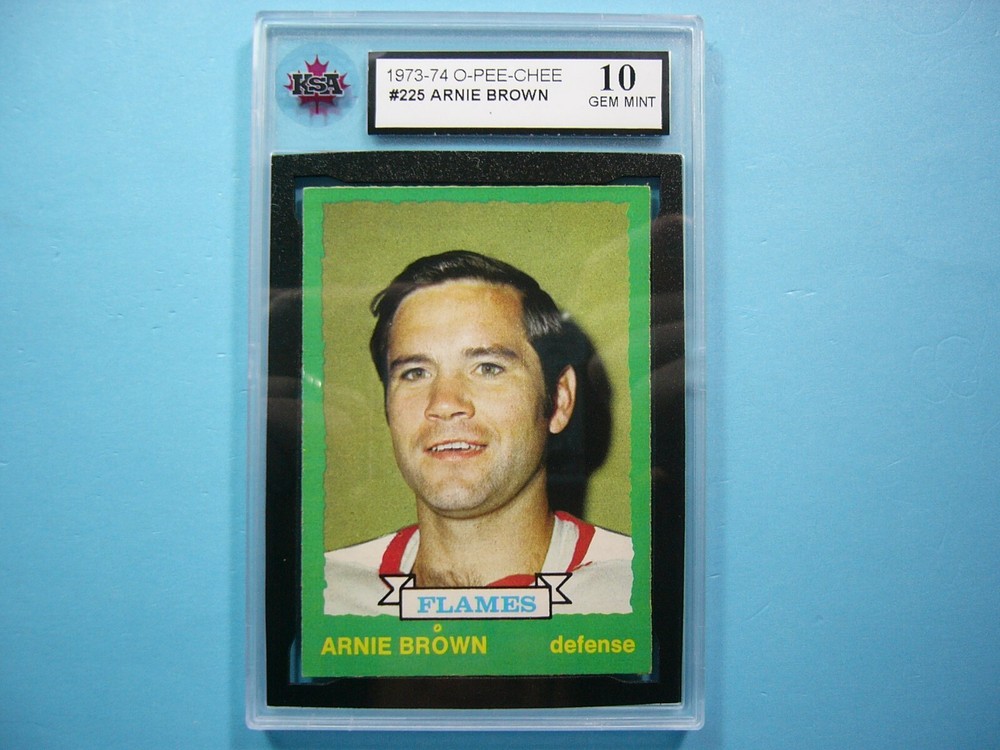 KSA
1973-74 O-PEE-CHEE
#225 ARNIE BROWN
10
GEM MINT
FLAMES
ARNIE BROWN
defense